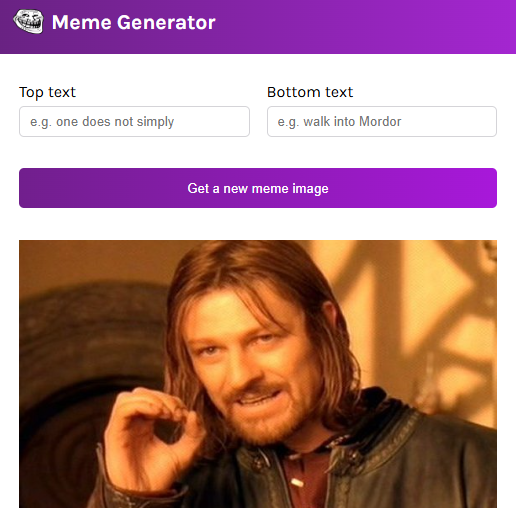 Meme Generator
Top text
Bottom text
e.g. one does not simply
e.g. walk into Mordor
Get a new meme image